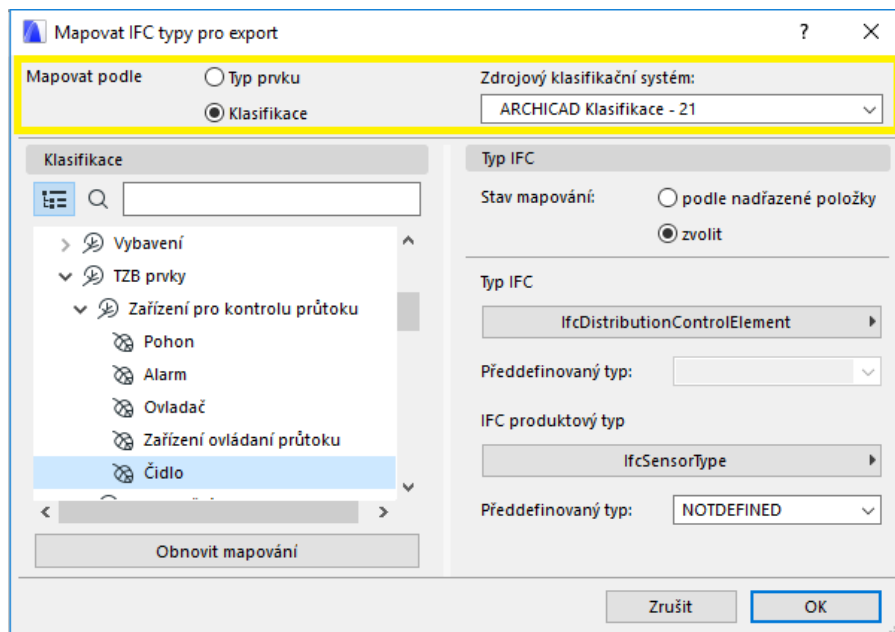 Mapovat IFC typy pro export
?
Mapovat podle
Typ prvku
Klasifikace
Zdrojový klasifikační systém:
ARCHICAD Klasifikace - 21
Klasifikace
Vybavení
TZB prvky
Zařízení pro kontrolu průtoku
Pohon
Alarm
Ovladač
Zařízení ovládaní průtoku
Čidlo
Obnovit mapování
Typ IFC
Stav mapování:
podle nadřazené položky
zvolit
Typ IFC
IfcDistributionControlElement
Předdefinovaný typ:
IFC produktový typ
IfcSensorType
Předdefinovaný typ:
NOTDEFINED
Zrušit
OK